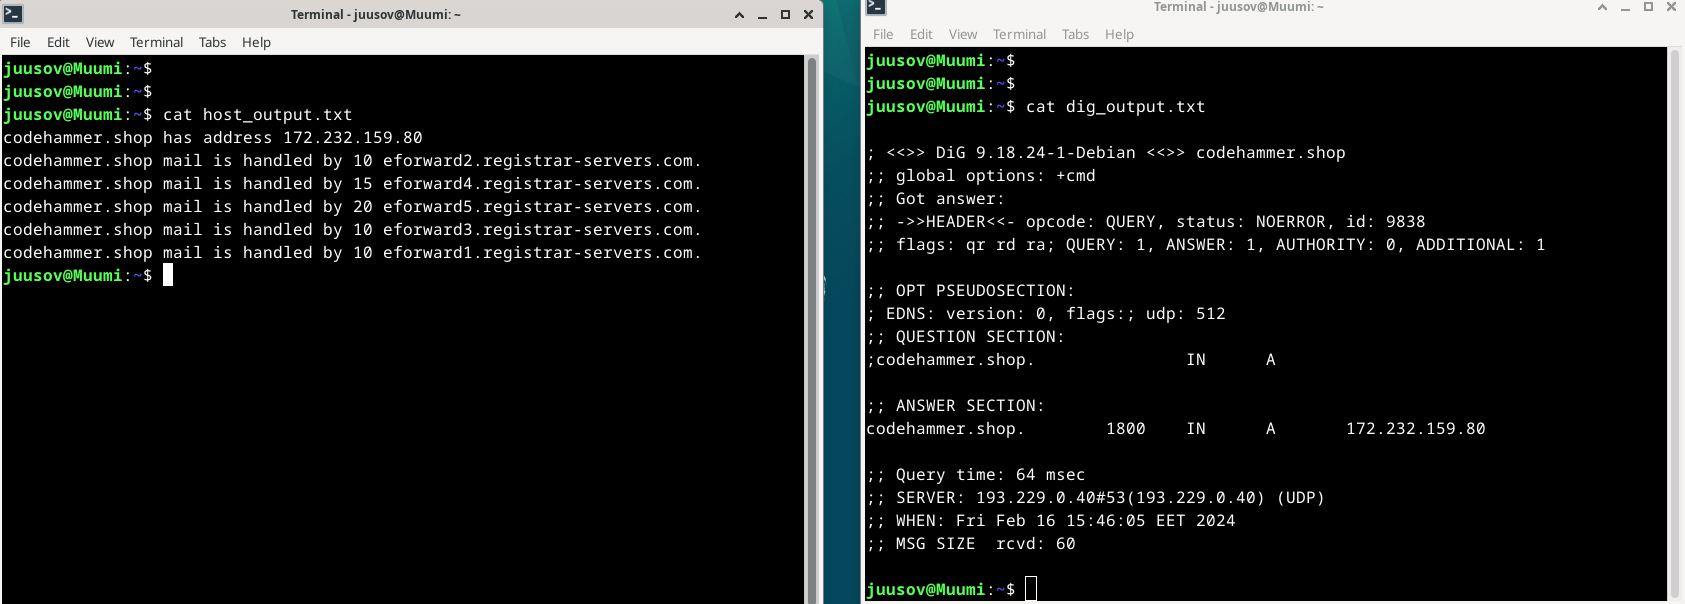 Terminal - juusov@Muumi: ~
File Edit View Terminal Tabs Help
juusov@Muumi:~$
juusov@Muumi:~$
juusov@Muumi:~$ cat host_output.txt
codehammer.shop has address 172.232.159.80
codehammer.shop mail is handled by 10 eforward2.registrar-servers.com.
codehammer.shop mail is handled by 15 eforward4.registrar-servers.com.
codehammer.shop mail is handled by 20 eforward5.registrar-servers.com.
codehammer.shop mail is handled by 10 eforward3.registrar-servers.com.
codehammer.shop mail is handled by 10 eforward1.registrar-servers.com.
juusov@Muumi:~$
Terminal - juusov@Muumi: ~
File Edit View Terminal Tabs Help
juusov@Muumi:~$
juusov@Muumi:~$
juusov@Muumi:~$ cat dig_output.txt
; <<>> DiG 9.18.24-1-Debian <<>> codehammer.shop
;; global options: +cmd
;; Got answer:
;; ->>HEADER<<- opcode: QUERY, status: NOERROR, id: 9838
;; flags: qr rd ra; QUERY: 1, ANSWER: 1, AUTHORITY: 0, ADDITIONAL: 1
;; OPT PSEUDOSECTION:
; EDNS: version: 0, flags:; udp: 512
;; QUESTION SECTION:
;codehammer.shop. IN A
;; ANSWER SECTION:
codehammer.shop. 1800 IN A 172.232.159.80
;; Query time: 64 msec
;; SERVER: 193.229.0.40#53(193.229.0.40) (UDP)
;; WHEN: Fri Feb 16 15:46:05 EET 2024
;; MSG SIZE rcvd: 60
juusov@Muumi:~$